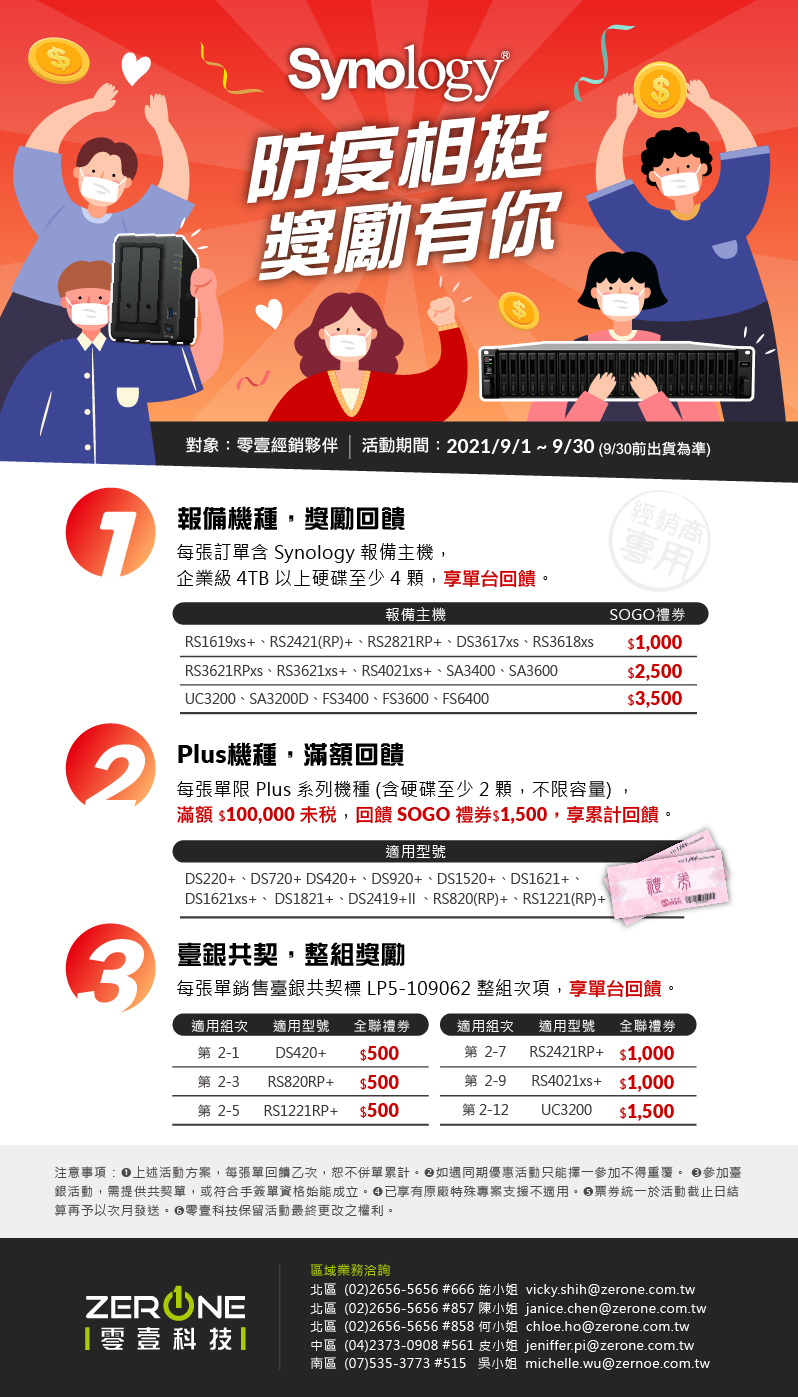 Synology®
防疫相挺
獎勵有你
對象：零壹經銷夥伴 │ 活動期間：2021/9/1 ~ 9/30 (9/30前出貨為準)
1
報備機種，獎勵回饋
經銷商
專用
每張訂單含 Synology 報備主機，
企業級 4TB 以上硬碟至少 4 顆，享單台回饋。
報備主機 SOGO禮券
RS1619xs+、RS2421(RP)+、RS2821RP+、DS3617xs、RS3618xs $1,000
RS3621RPxs、RS3621xs+、RS4021xs+、SA3400、SA3600 $2,500
UC3200、SA3200D、FS3400、FS3600、FS6400 $3,500
2
Plus機種，滿額回饋
每張單限 Plus 系列機種 (含硬碟至少 2 顆，不限容量)，
滿額 $100,000 未税，回饋 SOGO 禮券$1,500，享累計回饋。
適用型號
DS220+、DS720+ DS420+、DS920+、DS1520+、DS1621+、
DS1621xs+、 DS1821+、DS2419+II 、RS820(RP)+、RS1221(RP)+
禮 券
3
臺銀共契，整組獎勵
每張單銷售臺銀共契標 LP5-109062 整組次項，享單台回饋。
適用組次 適用型號 全聯禮券 適用組次 適用型號 全聯禮券
第 2-1 DS420+ $500 第 2-7 RS2421RP+ $1,000
第 2-3 RS820RP+ $500 第 2-9 RS4021xs+ $1,000
第 2-5 RS1221RP+ $500 第 2-12 UC3200 $1,500
注意事項：❶上述活動方案，每張單回饋乙次，恕不併單累計。❷如遇同期優惠活動只能擇一參加不得重覆。 ❸參加臺
銀活動，需提供共契單，或符合手簽單資格始能成立。❹已享有原廠特殊專案支援不適用。❺票券統一於活動截止日結
算再予以次月發送。❻零壹科技保留活動最終更改之權利。
ZERONE
零壹科技
區域業務洽詢
北區 (02)2656-5656 #666 施小姐 vicky.shih@zerone.com.tw
北區 (02)2656-5656 #857 陳小姐 janice.chen@zerone.com.tw
北區 (02)2656-5656 #858 何小姐 chloe.ho@zerone.com.tw
中區 (04)2373-0908 #561 皮小姐 jeniffer.pi@zerone.com.tw
南區 (07)535-3773 #515 吳小姐 michelle.wu@zernoe.com.tw